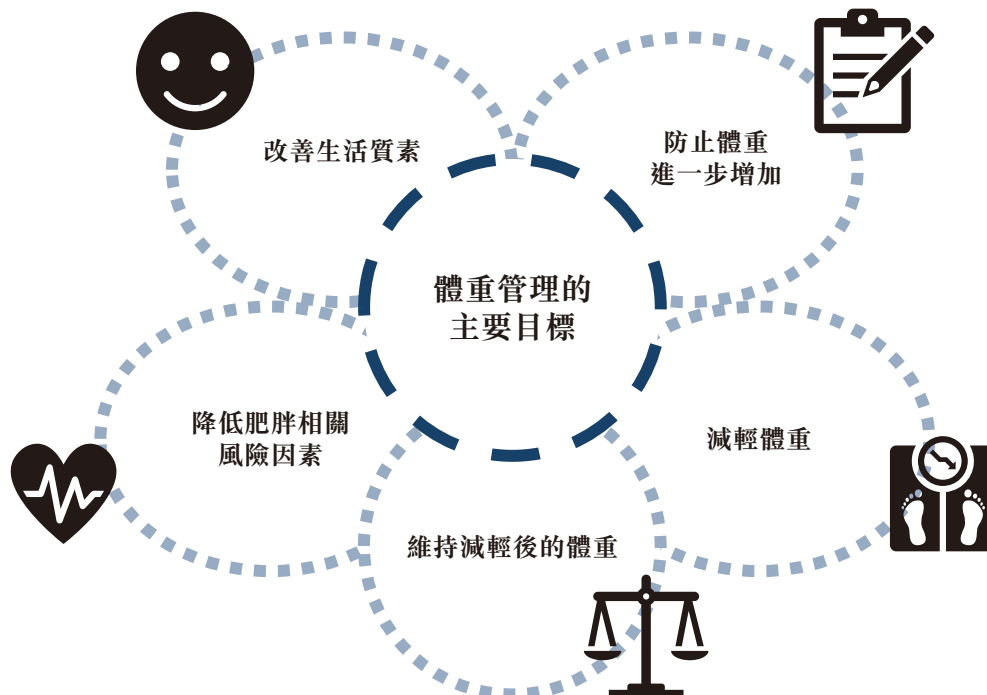 改善生活質素
防止體重
進一步增加
體重管理的
主要目標
降低肥胖相關
風險因素
減輕體重
維持減輕後的體重